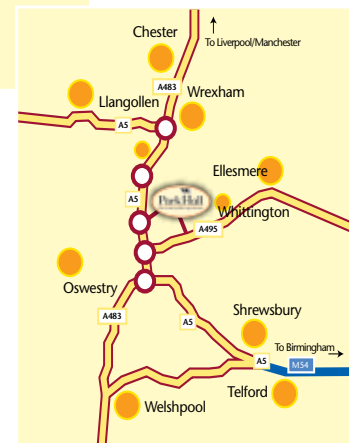 Chester
To Liverpool/Manchester
A483
Wrexham
Llangollen
A5
Ellesmere
A5
Park Hall
Whittington
A495
Oswestry
A483
Shrewsbury
A5
To Birmingham
A5
M54
Telford
Welshpool